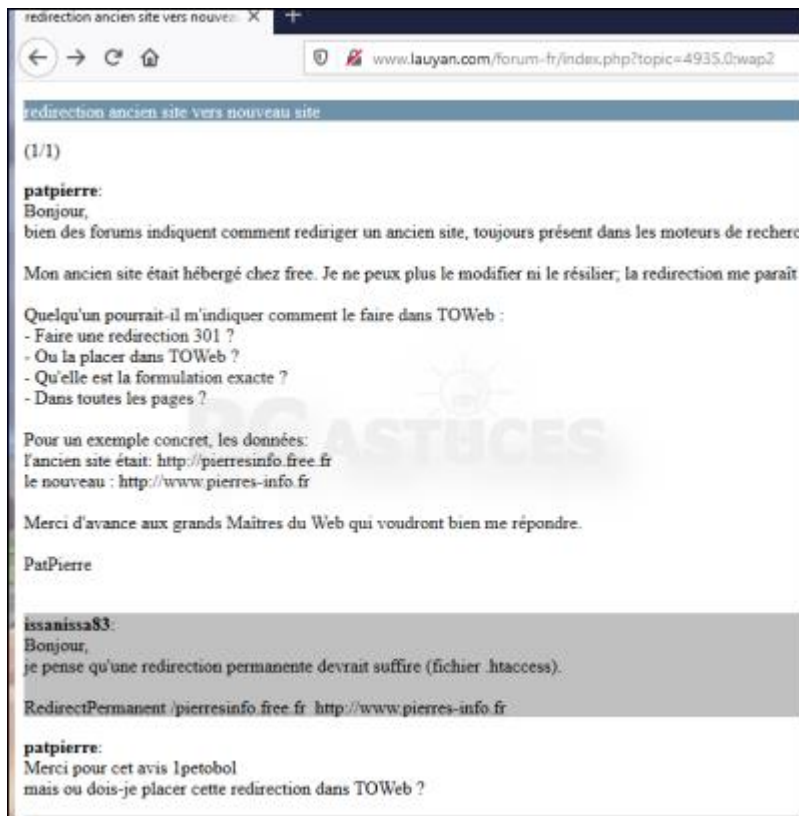 redirection ancien site vers nouvea
www.lauyan.com/forum-fr/index.php?topic=4935.0;wap2
redirection ancien site vers nouveau site
(1/1)
patpierre:
Bonjour,
bien des forums indiquent comment rediriger un ancien site, toujours présent dans les moteurs de recherc
Mon ancien site était hébergé chez free. Je ne peux plus le modifier ni le résilier; la redirection me paraît
Quelqu'un pourrait-il m'indiquer comment le faire dans TOWeb :
- Faire une redirection 301 ?
- Ou la placer dans TOWeb ?
- Qu'elle est la formulation exacte ?
- Dans toutes les pages ?
PC ASTUCES
Pour un exemple concret, les données:
l'ancien site était: http://pierresinfo.free.fr
le nouveau : http://www.pierres-info.fr
Merci d'avance aux grands Maîtres du Web qui voudront bien me répondre.
PatPierre
issanissa83:
Bonjour,
je pense qu'une redirection permanente devrait suffire (fichier .htaccess).
RedirectPermanent /pierresinfo.free.fr http://www.pierres-info.fr
patpierre:
Merci pour cet avis 1petobol
mais ou dois-je placer cette redirection dans TOWeb ?